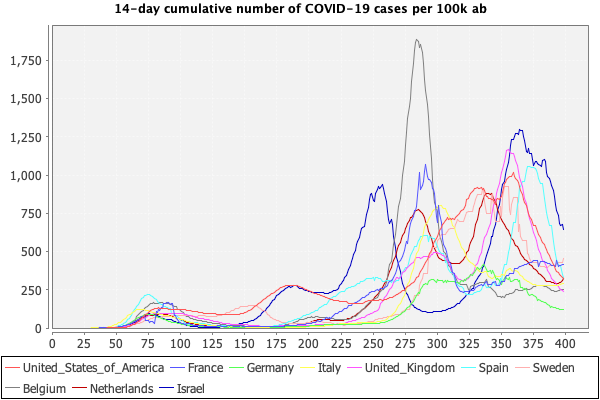 14-day cumulative number of COVID-19 cases per 100k ab
1,750
1,500
1,250
1,000
750
500
250
0
0 25 50 75 100 125 150 175 200 225 250 275 300 325 350 375 400
United_States_of_America France Germany Italy United_Kingdom Spain Sweden
Belgium Netherlands Israel